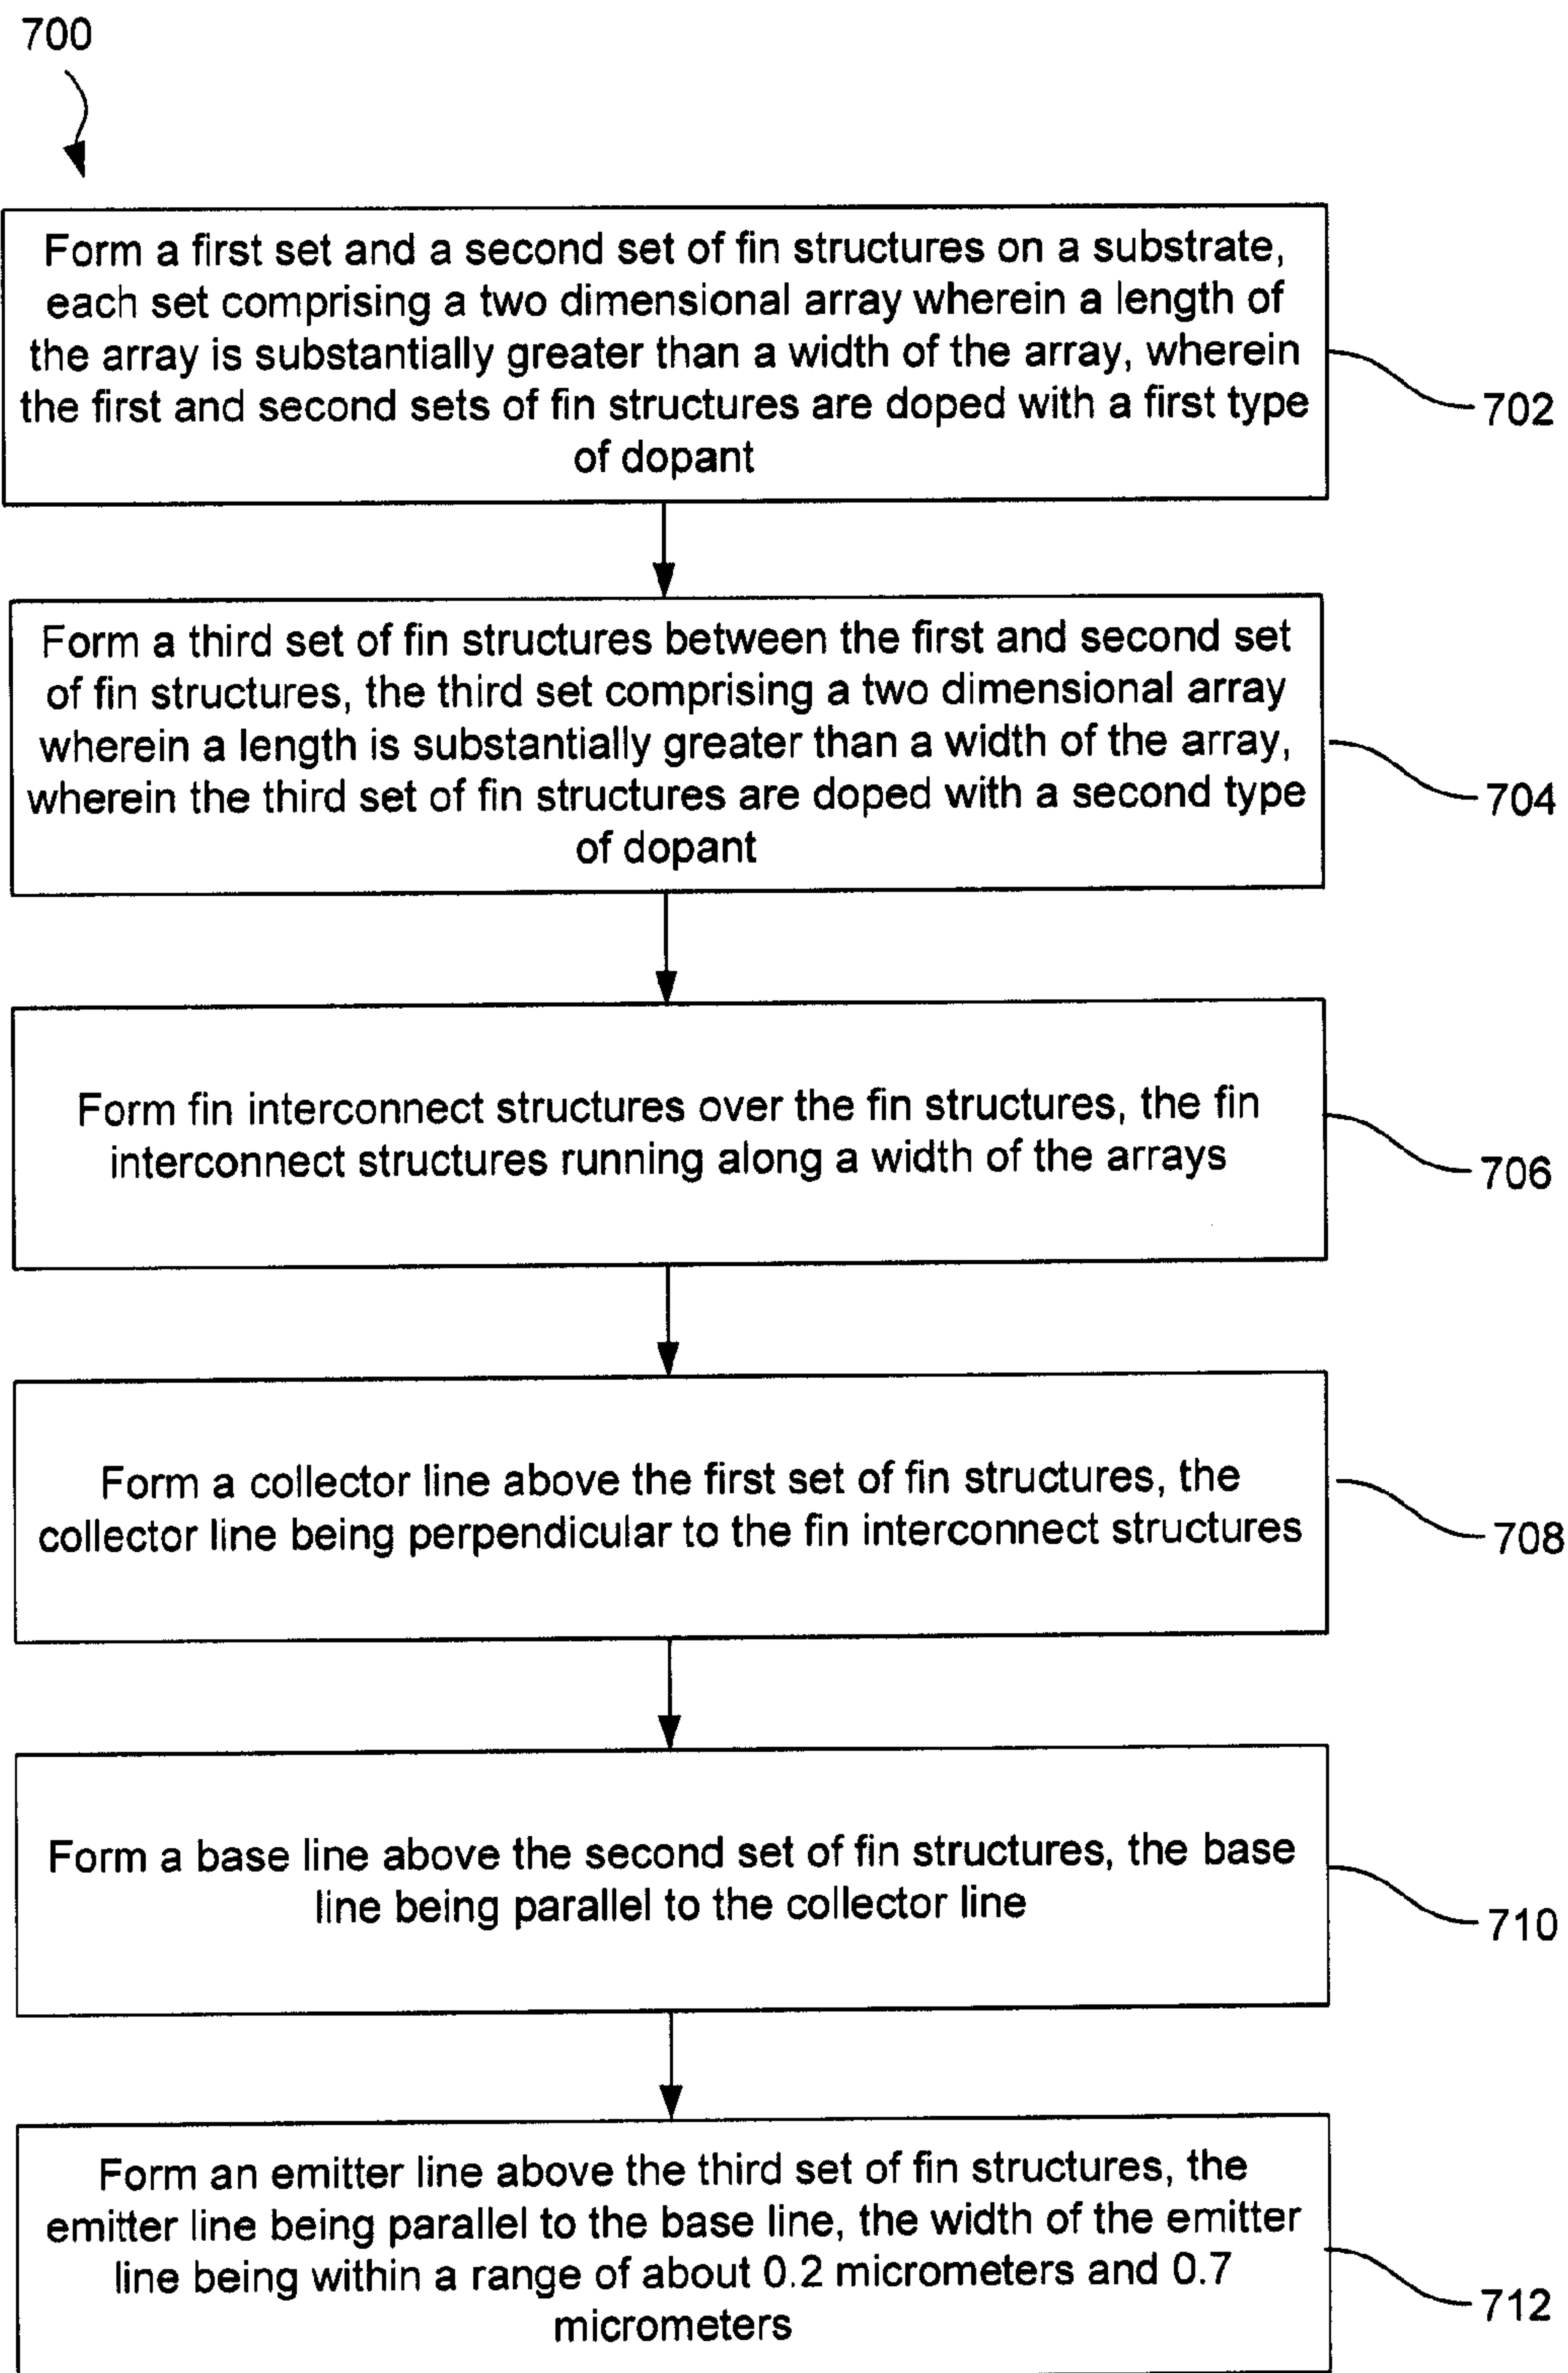 700
Form a first set and a second set of fin structures on a substrate,
each set comprising a two dimensional array wherein a length of
the array is substantially greater than a width of the array, wherein
the first and second sets of fin structures are doped with a first type
of dopant
702
Form a third set of fin structures between the first and second set
of fin structures, the third set comprising a two dimensional array
wherein a length is substantially greater than a width of the array,
wherein the third set of fin structures are doped with a second type
of dopant
704
Form fin interconnect structures over the fin structures, the fin
interconnect structures running along a width of the arrays
706
Form a collector line above the first set of fin structures, the
collector line being perpendicular to the fin interconnect structures
708
Form a base line above the second set of fin structures, the base
line being parallel to the collector line
710
Form an emitter line above the third set of fin structures, the
emitter line being parallel to the base line, the width of the emitter
line being within a range of about 0.2 micrometers and 0.7
micrometers
712